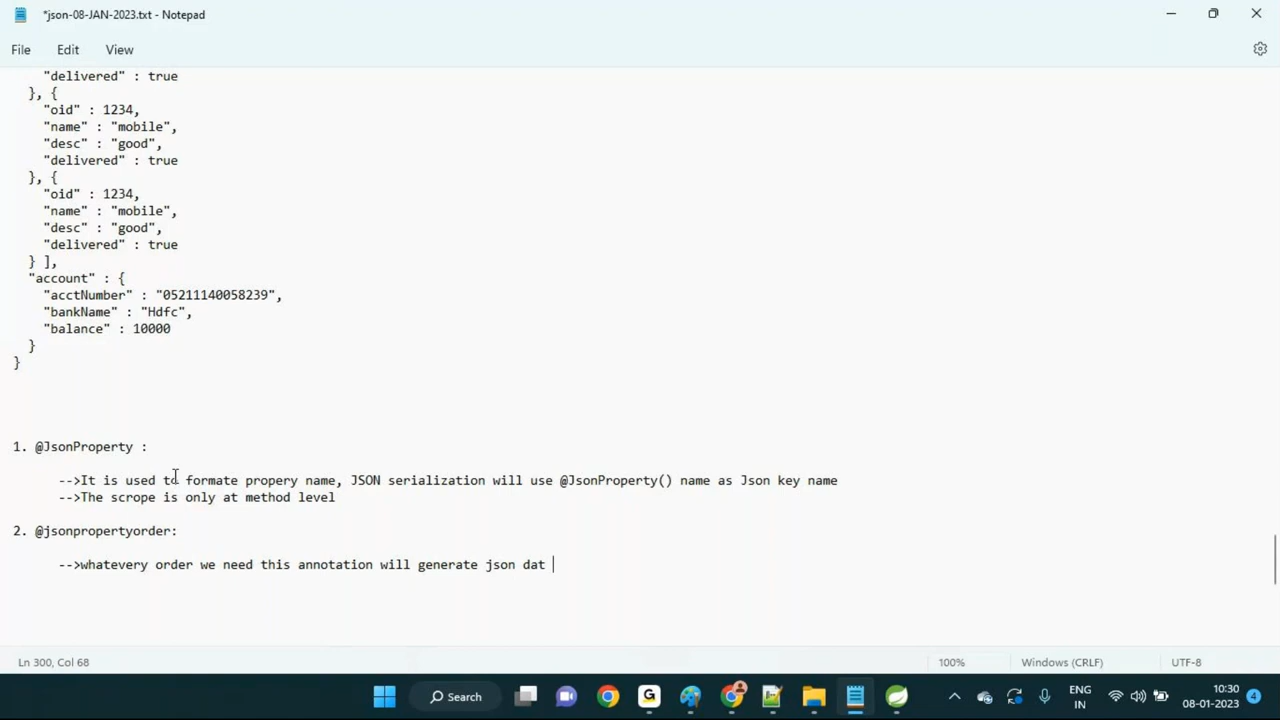 *json-08-JAN-2023.txt - Notepad
File Edit View
"delivered" : true
}, {
"oid" : 1234,
"name" : "mobile",
"desc" : "good",
"delivered" : true
}, {
"oid" : 1234,
"name" : "mobile",
"desc" : "good",
"delivered" : true
} ],
"account" : {
"acctNumber" : "05211140058239",
"bankName" : "Hdfc",
"balance" : 10000
}
}
1. @JsonProperty :
-->It is used to formate propery name, JSON serialization will use @JsonProperty() name as Json key name
-->The scrope is only at method level
2. @jsonpropertyorder:
-->whatevery order we need this annotation will generate json dat
Ln 300, Col 68 100% Windows (CRLF) UTF-8
Search ENG IN 10:30 08-01-2023 4